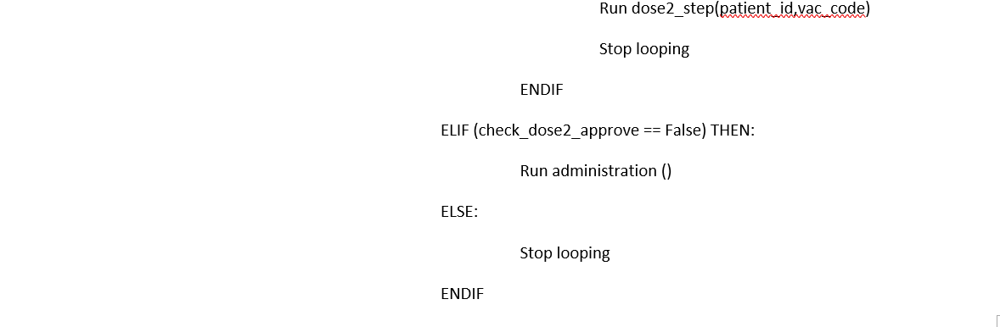 Run dose2_step(patient_id,vac_code)
Stop looping
ENDIF
ELIF (check_dose2_approve == False) THEN:
Run administration ()
ELSE:
Stop looping
ENDIF